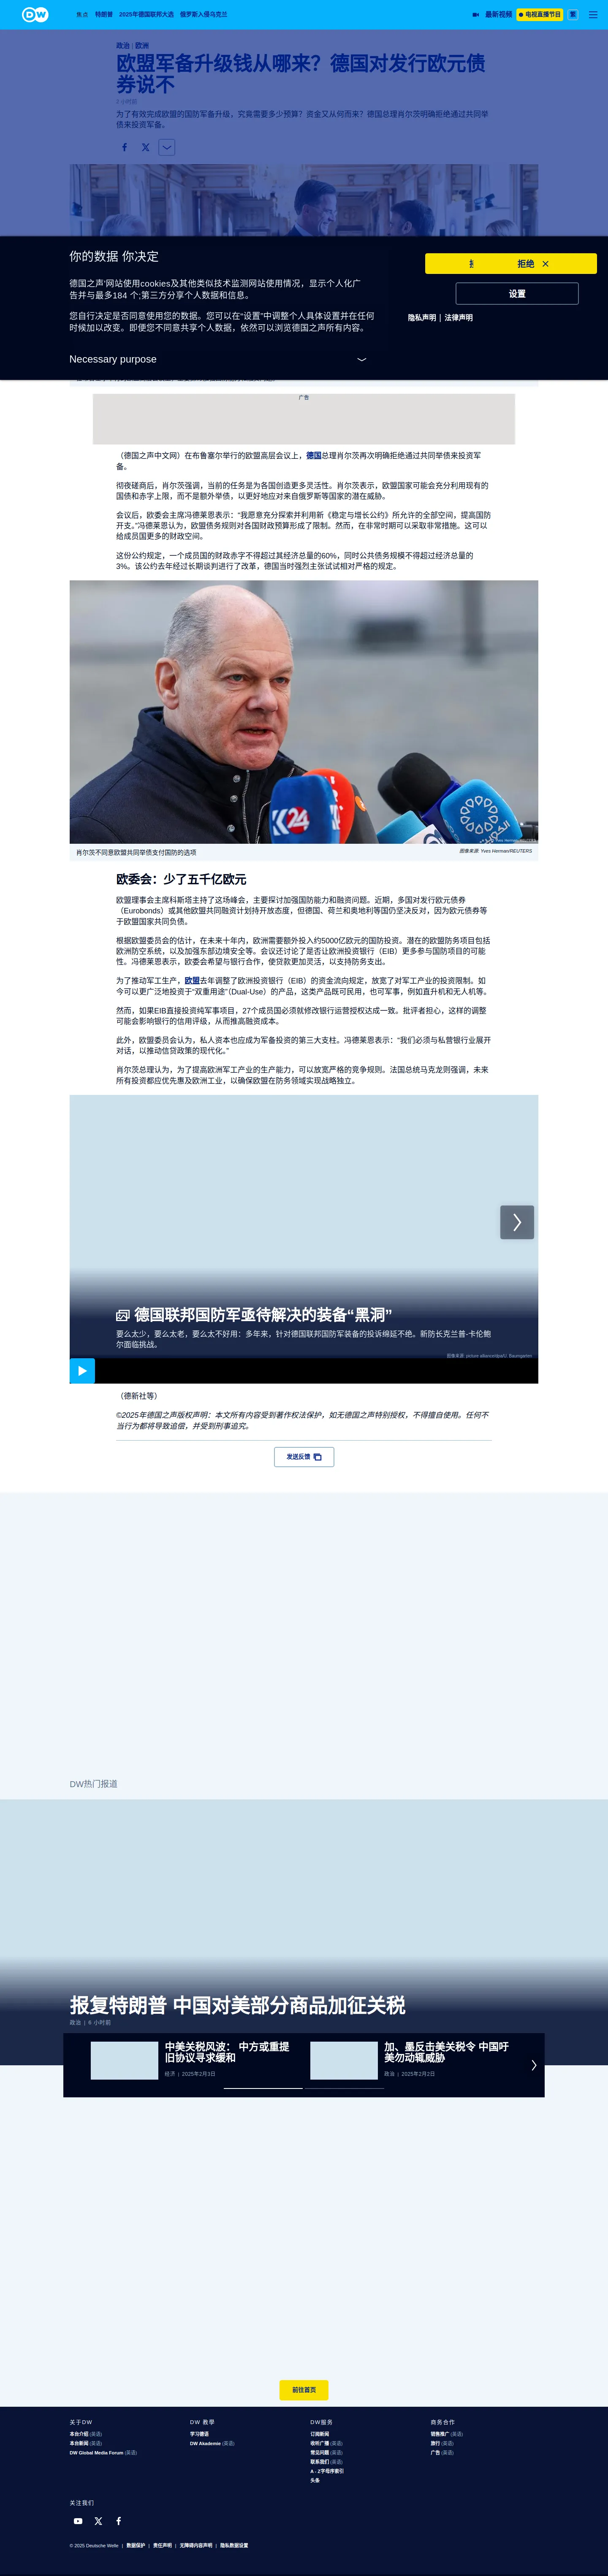 DW
焦点 特朗普 2025年德国联邦大选 俄罗斯入侵乌克兰
最新视频 电视直播节目
政治 | 欧洲
欧盟军备升级钱从哪来？德国对发行欧元债
券说不
2 小时前
为了有效完成欧盟的国防军备升级，究竟需要多少预算？资金又从何而来？德国总理肖尔茨明确拒绝通过共同举
债来投资军备。
你的数据 你决定
拒绝
德国之声'网站使用cookies及其他类似技术监测网站使用情况，显示个人化广
告并与最多184 个;第三方分享个人数据和信息。
设置
您自行决定是否同意使用您的数据。您可以在“设置”中调整个人具体设置并在任何
时候加以改变。即便您不同意共享个人数据，依然可以浏览德国之声所有内容。
隐私声明 | 法律声明
Necessary purpose
广告
（德国之声中文网）在布鲁塞尔举行的欧盟高层会议上，德国总理肖尔茨再次明确拒绝通过共同举债来投资军
备。
彻夜磋商后，肖尔茨强调，当前的任务是为各国创造更多灵活性。肖尔茨表示，欧盟国家可能会充分利用现有的
国债和赤字上限，而不是额外举债，以更好地应对来自俄罗斯等国家的潜在威胁。
会议后，欧委会主席冯德莱恩表示：“我愿意充分探索并利用新《稳定与增长公约》所允许的全部空间，提高国防
开支。”冯德莱恩认为，欧盟债务规则对各国财政预算形成了限制。然而，在非常时期可以采取非常措施。这可以
给成员国更多的财政空间。
这份公约规定，一个成员国的财政赤字不得超过其经济总量的60%，同时公共债务规模不得超过经济总量的
3%。该公约去年经过长期谈判进行了改革，德国当时强烈主张试试相对严格的规定。
K24
肖尔茨不同意欧盟共同举债支付国防的选项
图像来源: Yves Herman/REUTERS
欧委会：少了五千亿欧元
欧盟理事会主席科斯塔主持了这场峰会，主要探讨加强国防能力和融资问题。近期，多国对发行欧元债券
（Eurobonds）或其他欧盟共同融资计划持开放态度，但德国、荷兰和奥地利等国仍坚决反对，因为欧元债券等
于欧盟国家共同负债。
根据欧盟委员会的估计，在未来十年内，欧洲需要额外投入约5000亿欧元的国防投资。潜在的欧盟防务项目包括
欧洲防空系统，以及加强东部边境安全等。会议还讨论了是否让欧洲投资银行（EIB）更多参与国防项目的可能
性。冯德莱恩表示，欧委会希望与银行合作，使贷款更加灵活，以支持防务支出。
为了推动军工生产，欧盟去年调整了欧洲投资银行（EIB）的资金流向规定，放宽了对军工产业的投资限制。如
今可以更广泛地投资于“双重用途”（Dual-Use）的产品，这类产品既可民用，也可军事，例如直升机和无人机等。
然而，如果EIB直接投资纯军事项目，27个成员国必须就修改银行运营授权达成一致。批评者担心，这样的调整
可能会影响银行的信用评级，从而推高融资成本。
此外，欧盟委员会认为，私人资本也应成为军备投资的第三大支柱。冯德莱恩表示：“我们必须与私营银行业展开
对话，以推动信贷政策的现代化。”
肖尔茨总理认为，为了提高欧洲军工产业的生产能力，可以放宽严格的竞争规则。法国总统马克龙则强调，未来
所有投资都应优先惠及欧洲工业，以确保欧盟在防务领域实现战略独立。
德国联邦国防军亟待解决的装备“黑洞”
要么太少，要么太老，要么太不好用：多年来，针对德国联邦国防军装备的投诉绵延不绝。新防长克兰普-卡伦鲍
尔面临挑战。
（德新社等）
©2025年德国之声版权声明：本文所有内容受到著作权法保护，如无德国之声特别授权，不得擅自使用。任何不
当行为都将导致追偿，并受到刑事追究。
发送反馈
DW热门报道
报复特朗普 中国对美部分商品加征关税
政治 | 6 小时前
中美关税风波： 中方或重提
旧协议寻求缓和
经济 | 2025年2月3日
加、墨反击美关税令 中国吁
美勿动辄威胁
政治 | 2025年2月2日
前往首页
关于DW
本台介绍 (英语)
本台新闻 (英语)
DW Global Media Forum (英语)
DW 教學
学习德语
DW Akademie (英语)
DW服务
订阅新闻
收听广播 (英语)
常见问题 (英语)
联系我们 (英语)
A - Z字母序索引
头条
商务合作
销售推广 (英语)
旅行 (英语)
广告 (英语)
关注我们
© 2025 Deutsche Welle | 数据保护 | 责任声明 | 无障碍内容声明 | 隐私数据设置